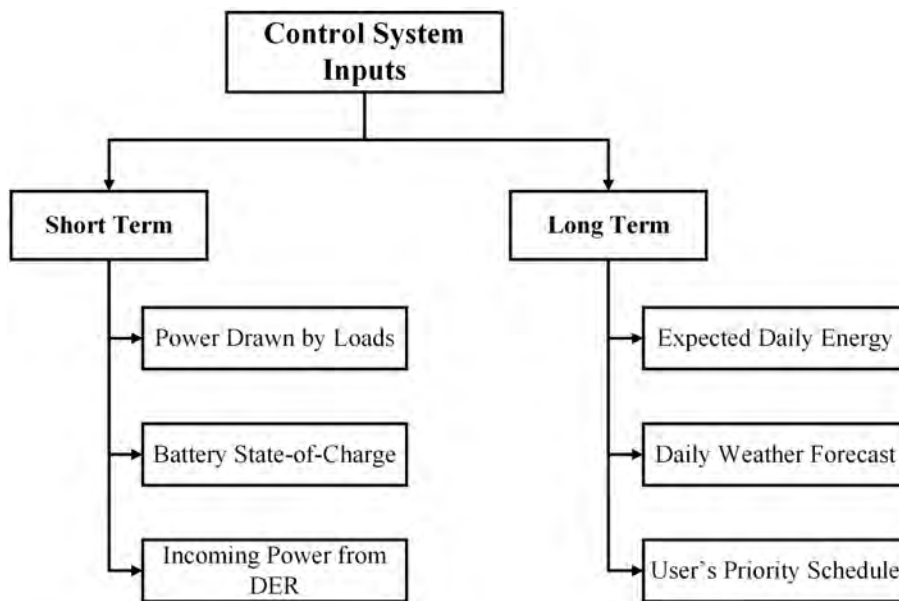 Control System
Inputs
Short Term
Long Term
Power Drawn by Loads
Expected Daily Energy
Battery State-of-Charge
Daily Weather Forecast
Incoming Power from
DER
User's Priority Schedule